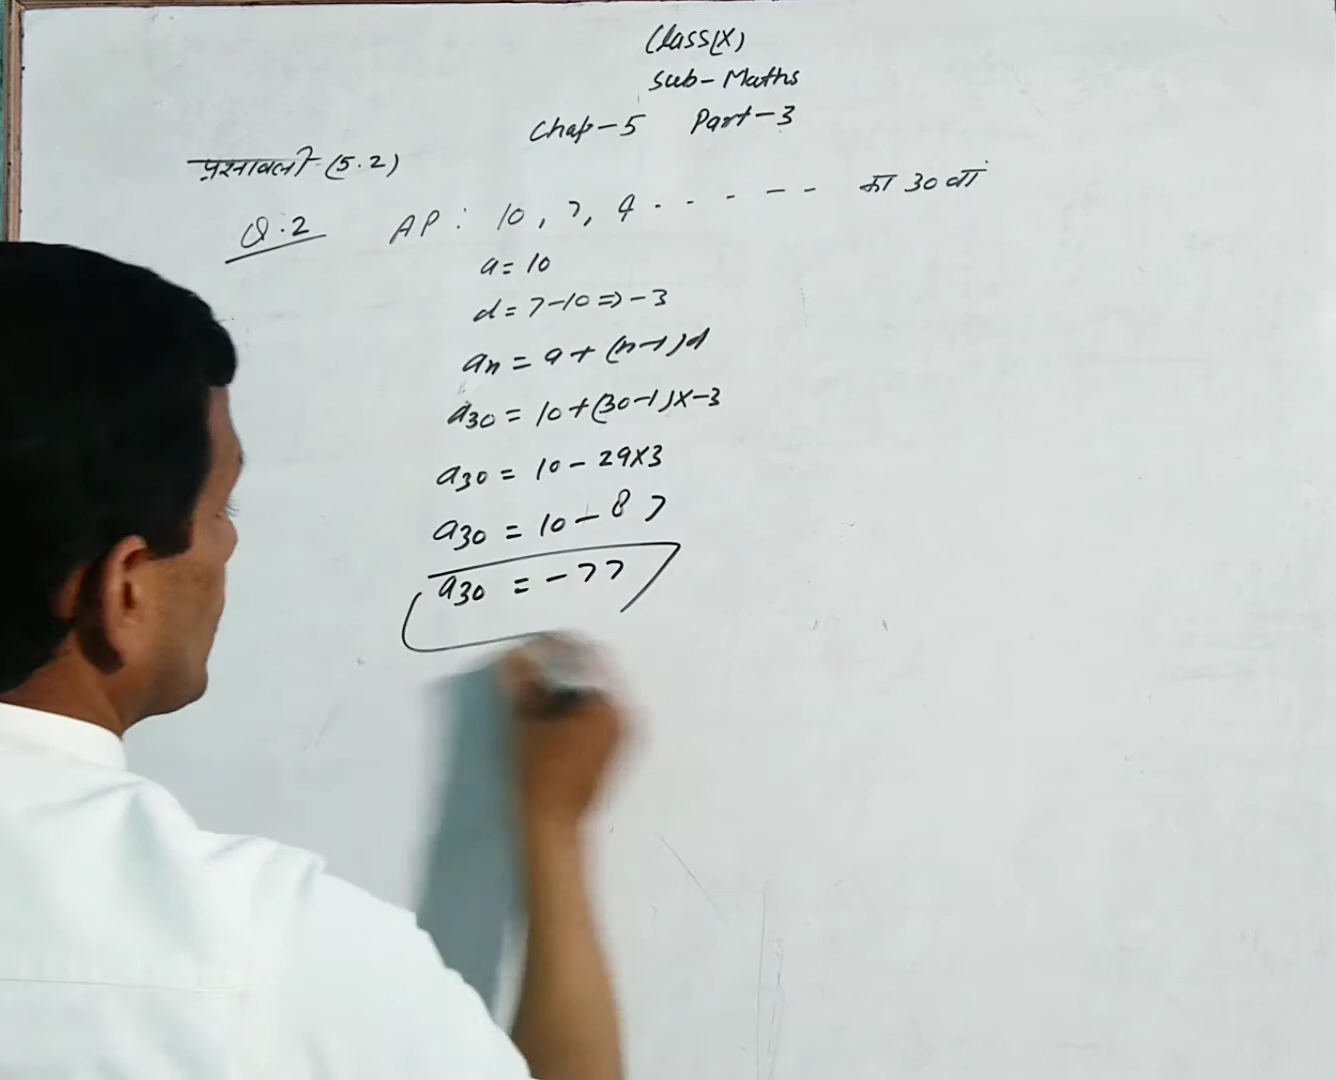 Class(X)
Sub-Maths
Chap-5 Part-3
प्रश्नावली (5.2)
Q.2 AP : 10, 7, 4 . - - - - - का 30 वां
a = 10
d = 7-10 => -3
an = a + (n-1)d
a30 = 10+(30-1)x-3
a30 = 10 - 29x3
a30 = 10 - 87
a30 = -77